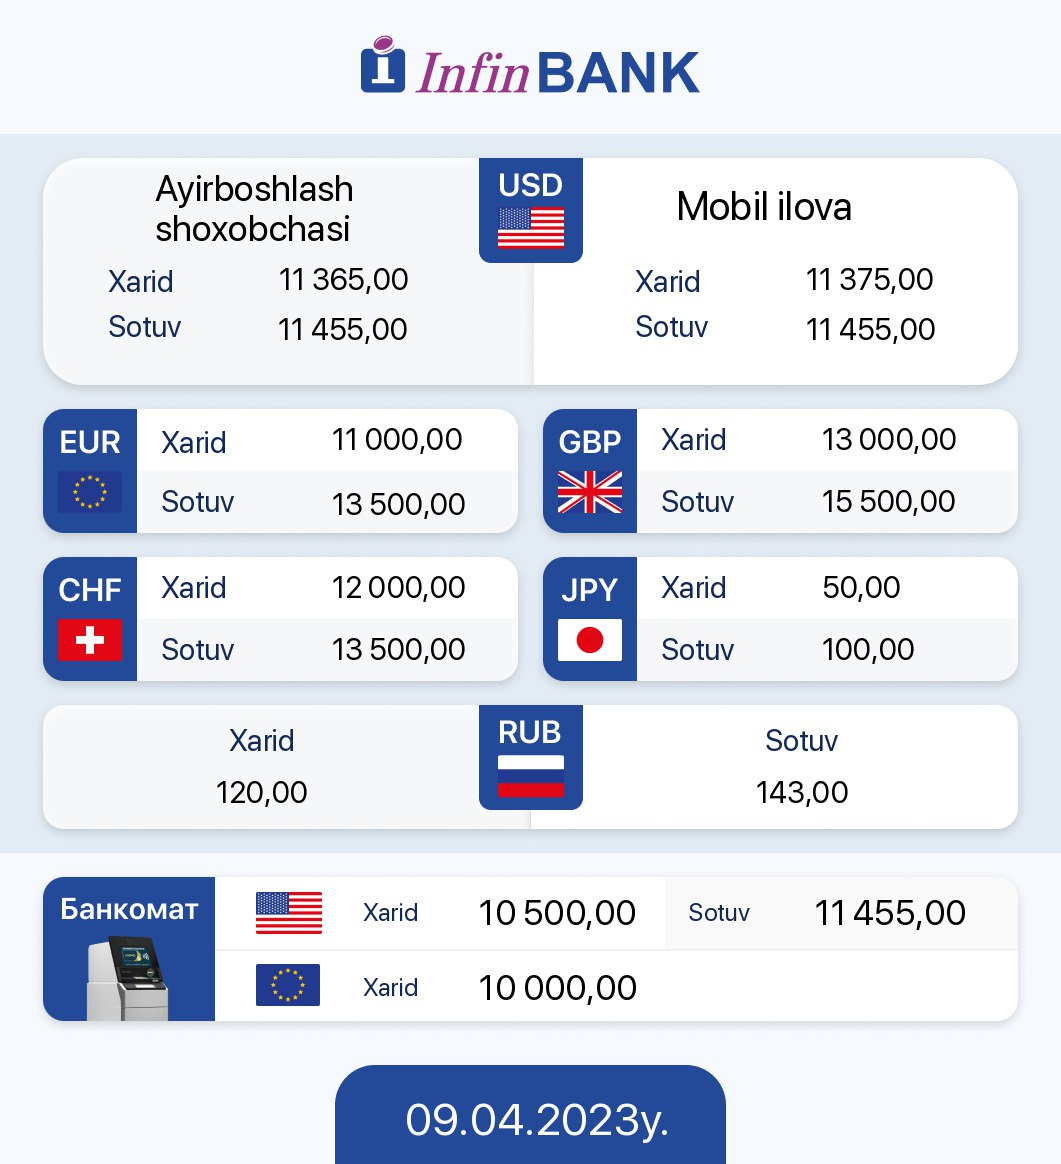 InfinBANK
Ayirboshlash
shoxobchasi
Xarid 11 365,00
Sotuv 11 455,00
USD
Mobil ilova
Xarid 11 375,00
Sotuv 11 455,00
EUR
Xarid 11 000,00
Sotuv 13 500,00
GBP
Xarid 13 000,00
Sotuv 15 500,00
CHF
Xarid 12 000,00
Sotuv 13 500,00
JPY
Xarid 50,00
Sotuv 100,00
Xarid
120,00
RUB
Sotuv
143,00
Банкомат
Xarid 10 500,00 Sotuv 11 455,00
Xarid 10 000,00
09.04.2023y.